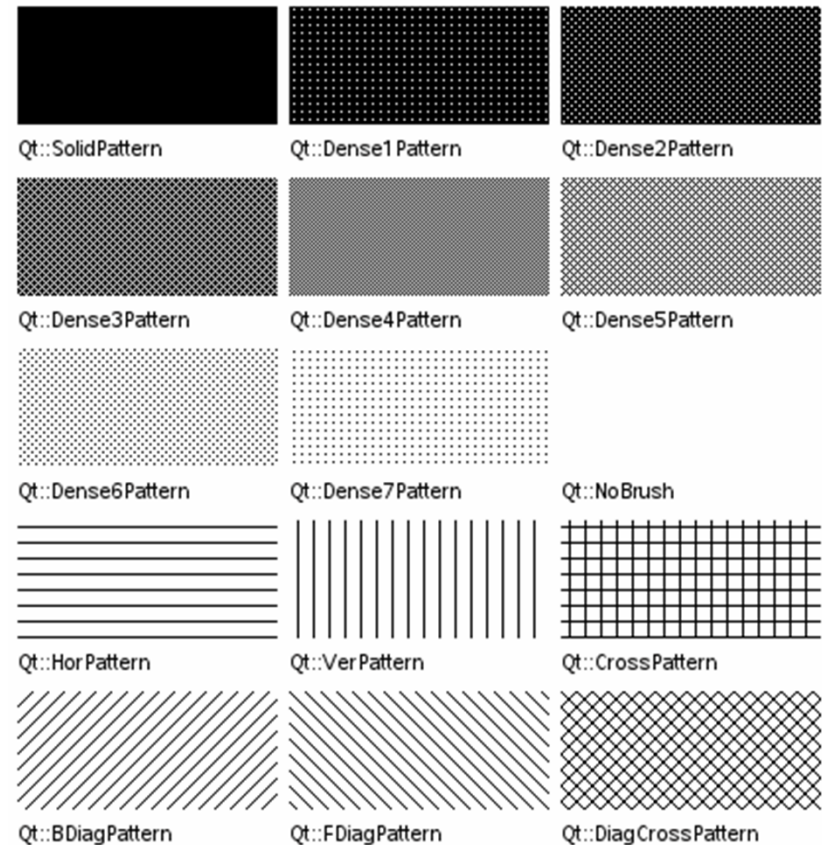 Qt::SolidPattern
Qt::Dense1Pattern
Qt::Dense2Pattern
Qt::Dense3Pattern
Qt::Dense4Pattern
Qt::Dense5Pattern
Qt::Dense6Pattern
Qt::Dense7Pattern
Qt::NoBrush
Qt::HorPattern
Qt::VerPattern
Qt::CrossPattern
Qt::BDiagPattern
Qt::FDiagPattern
Qt::DiagCrossPattern